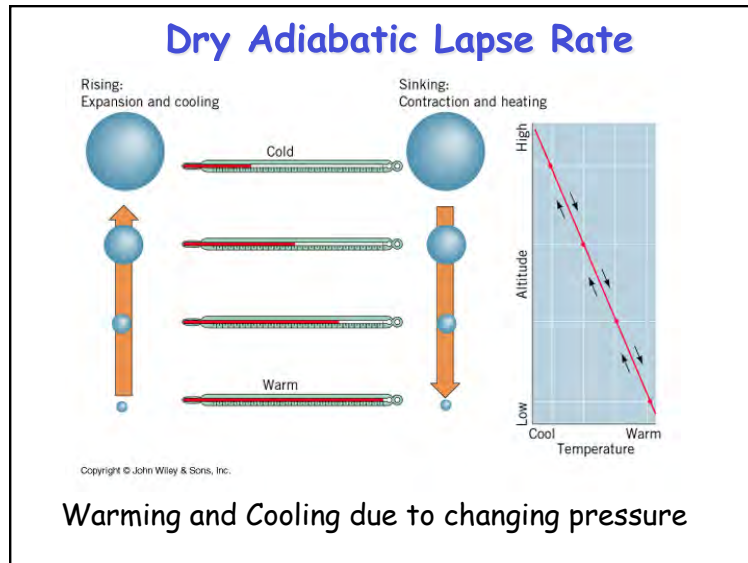 Dry Adiabatic Lapse Rate
Rising:
Expansion and cooling
Sinking:
Contraction and heating
Cold
Warm
High
Altitude
Low
Cool
Warm
Temperature
Copyright © John Wiley & Sons, Inc.
Warming and Cooling due to changing pressure